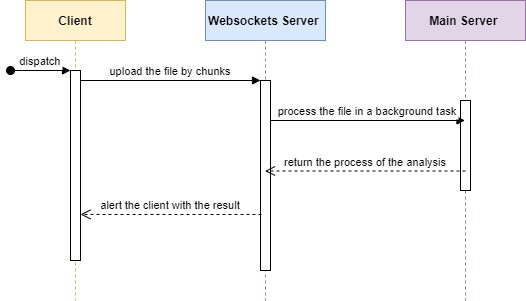 Client
Websockets Server
Main Server
dispatch
upload the file by chunks
process the file in a background task
return the process of the analysis
alert the client with the result